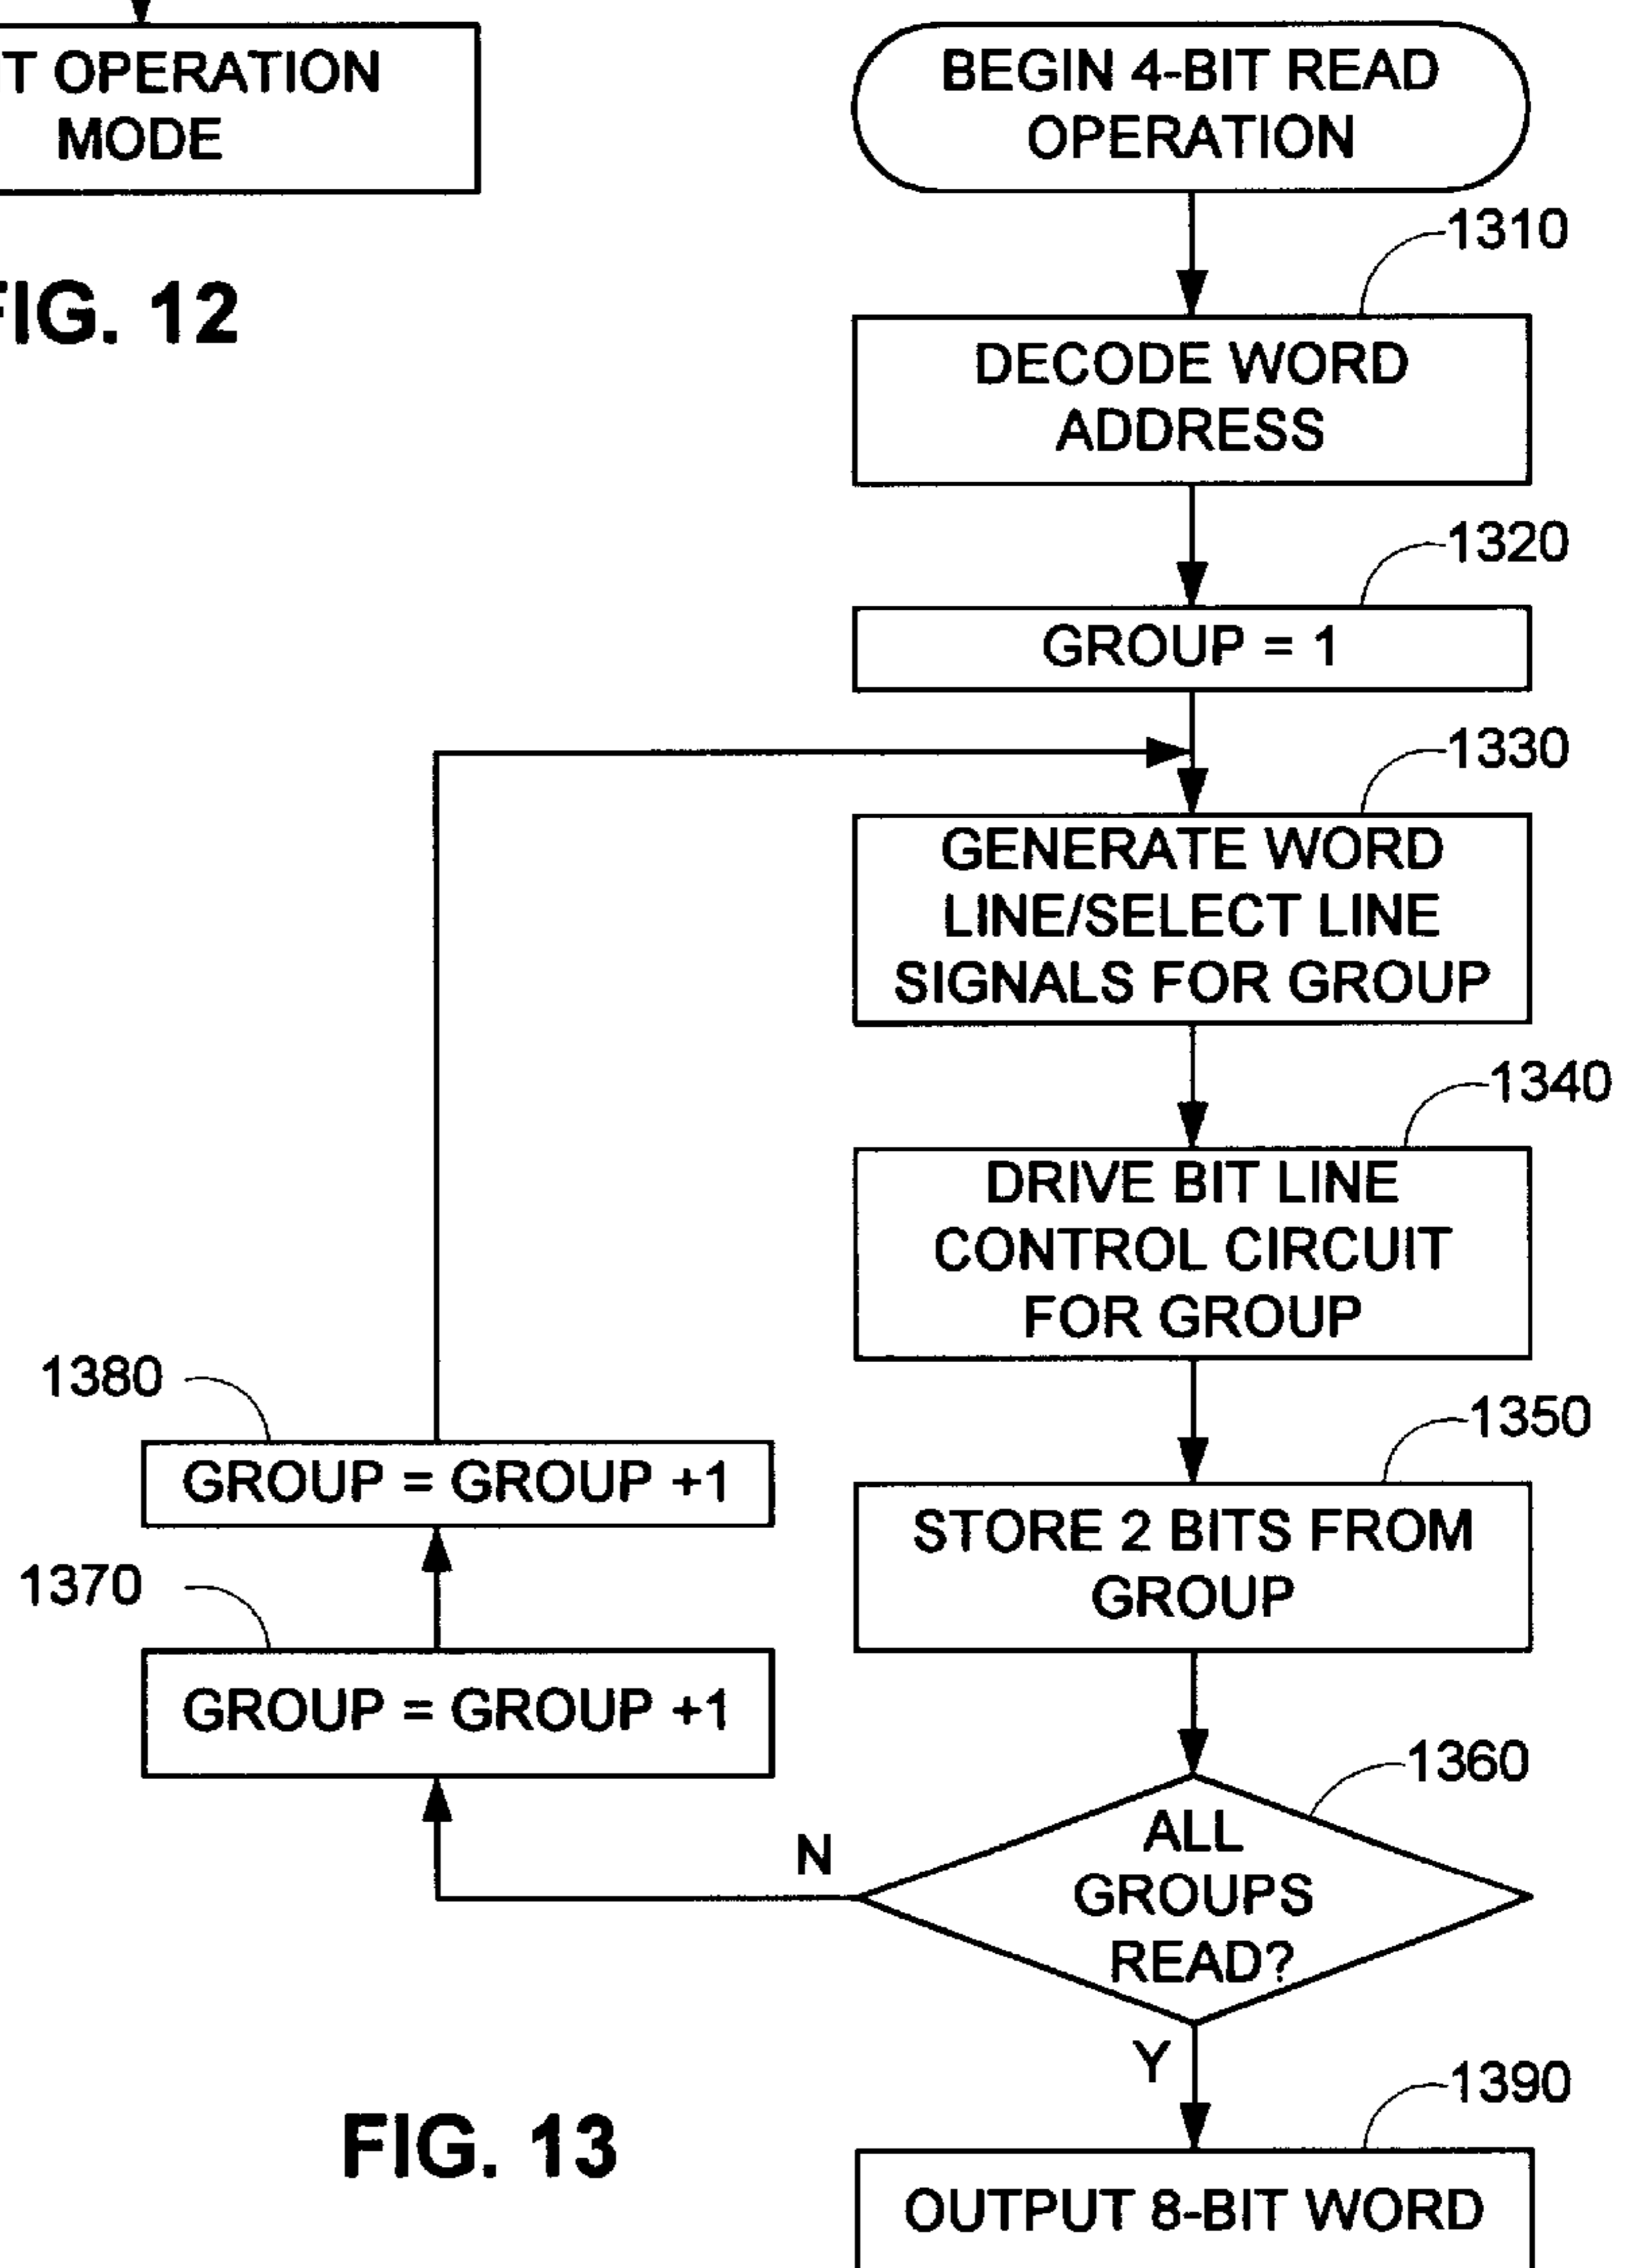 T OPERATION
MODE
FIG. 12
BEGIN 4-BIT READ
OPERATION
1310
DECODE WORD
ADDRESS
1320
GROUP = 1
1330
GENERATE WORD
LINE/SELECT LINE
SIGNALS FOR GROUP
1340
DRIVE BIT LINE
CONTROL CIRCUIT
FOR GROUP
1350
STORE 2 BITS FROM
GROUP
1360
ALL
GROUPS
READ?
N
1370
GROUP = GROUP +1
1380
GROUP = GROUP +1
Y
1390
OUTPUT 8-BIT WORD
FIG. 13